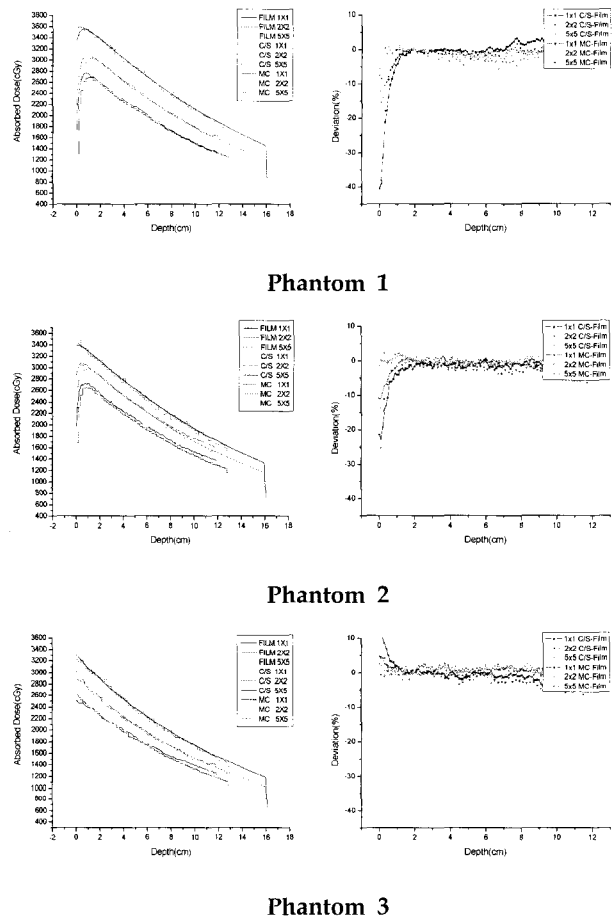 Absorbed Dose(cGy)
3800
3600
3400
3200
3000
2800
2600
2400
2200
2000
1800
1600
1400
1200
1000
800
600
400
-2 0 2 4 6 8 10 12 14 16 18
Depth(cm)
FILM 1X1
FILM 2X2
FILM 5X5
C/S 1X1
C/S 2X2
C/S 5X5
MC 1X1
MC 2X2
MC 5X5
Deviation(%)
10
0
-10
-20
-30
-40
0 4 8 12
Depth(cm)
1x1 C/S-Film
2x2 C/S-Film
5x5 C/S-Film
1x1 MC-Film
2x2 MC-Film
5x5 MC-Film
Phantom 1
Absorbed Dose(cGy)
3800
3600
3400
3200
3000
2800
2600
2400
2200
2000
1800
1600
1400
1200
1000
800
600
400
-2 0 2 4 6 8 10 12 14 16 18
Depth(cm)
FILM 1X1
FILM 2X2
FILM 5X5
C/S 1X1
C/S 2X2
C/S 5X5
MC 1X1
MC 2X2
MC 5X5
Deviation(%)
10
0
-10
-20
-30
-40
0 3 6 9 12
Depth(cm)
1x1 C/S-Film
2x2 C/S-Film
5x5 C/S-Film
1x1 MC-Film
2x2 MC-Film
5x5 MC-Film
Phantom 2
Absorbed Dose(cGy)
3600
3400
3200
3000
2800
2600
2400
2200
2000
1800
1600
1400
1200
1000
800
600
400
-2 0 2 4 6 8 10 12 14 16 18
Depth(cm)
FILM 1X1
FILM 2X2
FILM 5X5
C/S 1X1
C/S 2X2
C/S 5X5
MC 1X1
MC 2X2
MC 5X5
Deviation(%)
10
0
-10
-20
-30
-40
0 2 4 6 8 10 12
Depth(cm)
1x1 C/S-Film
2x2 C/S-Film
5x5 C/S-Film
1x1 MC-Film
2x2 MC-Film
5x5 MC-Film
Phantom 3